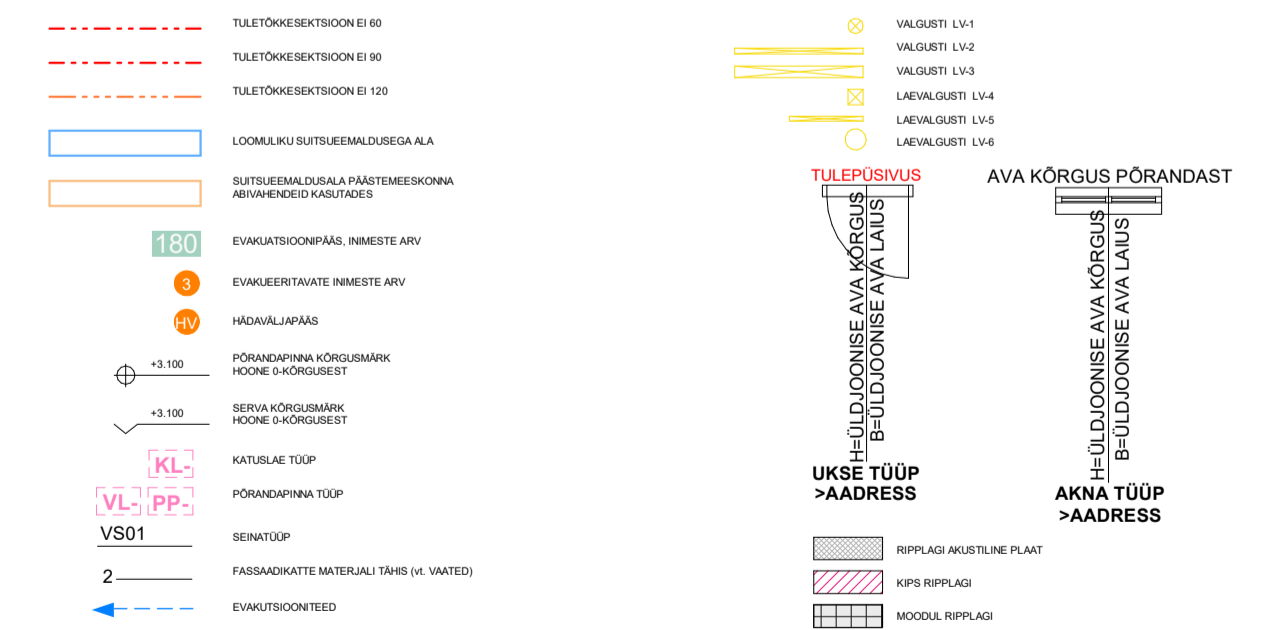 TULETÕKKESEKTSIOON EI 60
TULETÕKKESEKTSIOON EI 90
TULETÕKKESEKTSIOON EI 120
LOOMULIKU SUITSUEEMALDUSEGA ALA
SUITSUEEMALDUSALA PÄÄSTEMEESKONNA
ABIVAHENDEID KASUTADES
180 EVAKUATSIOONIPÄÄS, INIMESTE ARV
3 EVAKUEERITAVATE INIMESTE ARV
HV HÄDAVÄLJAPÄÄS
+3.100 PÕRANDAPINNA KÕRGUSMÄRK
HOONE 0-KÕRGUSEST
+3.100 SERVA KÕRGUSMÄRK
HOONE 0-KÕRGUSEST
KL- KATUSLAE TÜÜP
VL- PP- PÕRANDAPINNA TÜÜP
VS01 SEINATÜÜP
2 FASSAADIKATTE MATERJALI TÄHIS (vt. VAATED)
EVAKUTSIOONITEED
VALGUSTI LV-1
VALGUSTI LV-2
VALGUSTI LV-3
LAEVALGUSTI LV-4
LAEVALGUSTI LV-5
LAEVALGUSTI LV-6
TULEPÜSIVUS
H=ÜLDJOONISE AVA KÕRGUS
B=ÜLDJOONISE AVA LAIUS
UKSE TÜÜP
>AADRESS
AVA KÕRGUS PÕRANDAST
H=ÜLDJOONISE AVA KÕRGUS
B=ÜLDJOONISE AVA LAIUS
AKNA TÜÜP
>AADRESS
RIPPLAGI AKUSTILINE PLAAT
KIPS RIPPLAGI
MOODUL RIPPLAGI